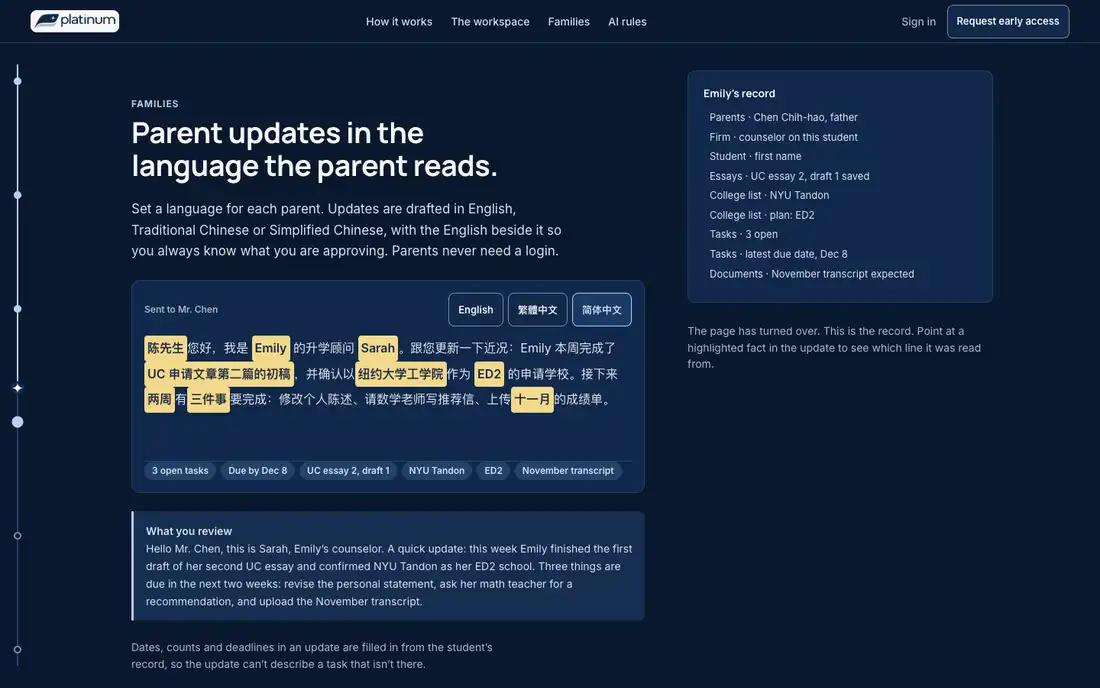 platinum
How it works
The workspace
Families
AI rules
Sign in
Request early access
FAMILIES
Parent updates in the
language the parent reads.
Set a language for each parent. Updates are drafted in English,
Traditional Chinese or Simplified Chinese, with the English beside it so
you always know what you are approving. Parents never need a login.
Sent to Mr. Chen
English
繁體中文
简体中文
陈先生您好，我是 Emily 的升学顾问 Sarah 。跟您更新一下近况：Emily 本周完成了
UC 申请文章第二篇的初稿，并确认以纽约大学工学院作为 ED2 的申请学校。接下来
两周有三件事要完成：修改个人陈述、请数学老师写推荐信、上传十一月的成绩单。
3 open tasks
Due by Dec 8
UC essay 2, draft 1
NYU Tandon
ED2
November transcript
What you review
Hello Mr. Chen, this is Sarah, Emily’s counselor. A quick update: this week Emily finished the first
draft of her second UC essay and confirmed NYU Tandon as her ED2 school. Three things are
due in the next two weeks: revise the personal statement, ask her math teacher for a
recommendation, and upload the November transcript.
Dates, counts and deadlines in an update are filled in from the student’s
record, so the update can’t describe a task that isn’t there.
Emily’s record
Parents · Chen Chih-hao, father
Firm · counselor on this student
Student · first name
Essays · UC essay 2, draft 1 saved
College list · NYU Tandon
College list · plan: ED2
Tasks · 3 open
Tasks · latest due date, Dec 8
Documents · November transcript expected
The page has turned over. This is the record. Point at a
highlighted fact in the update to see which line it was read
from.